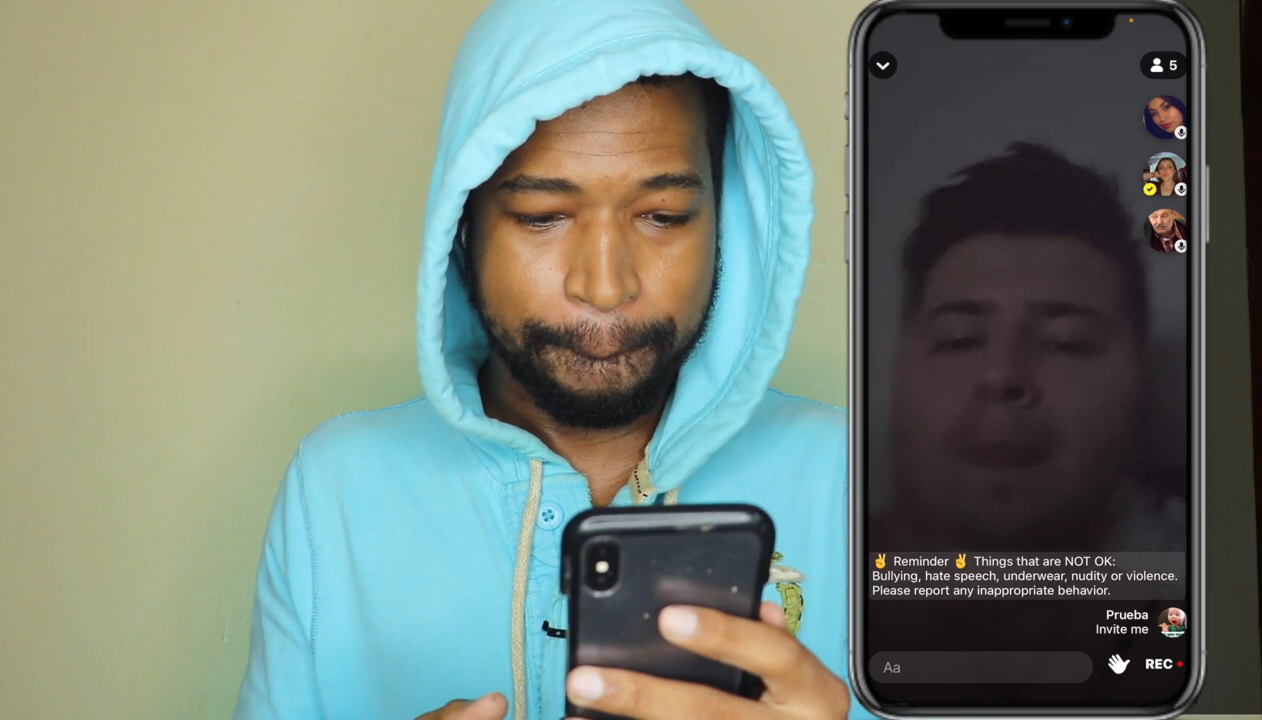 5
✌️ Reminder ✌️ Things that are NOT OK:
Bullying, hate speech, underwear, nudity or violence.
Please report any inappropriate behavior.
Prueba
Invite me
Aa
REC